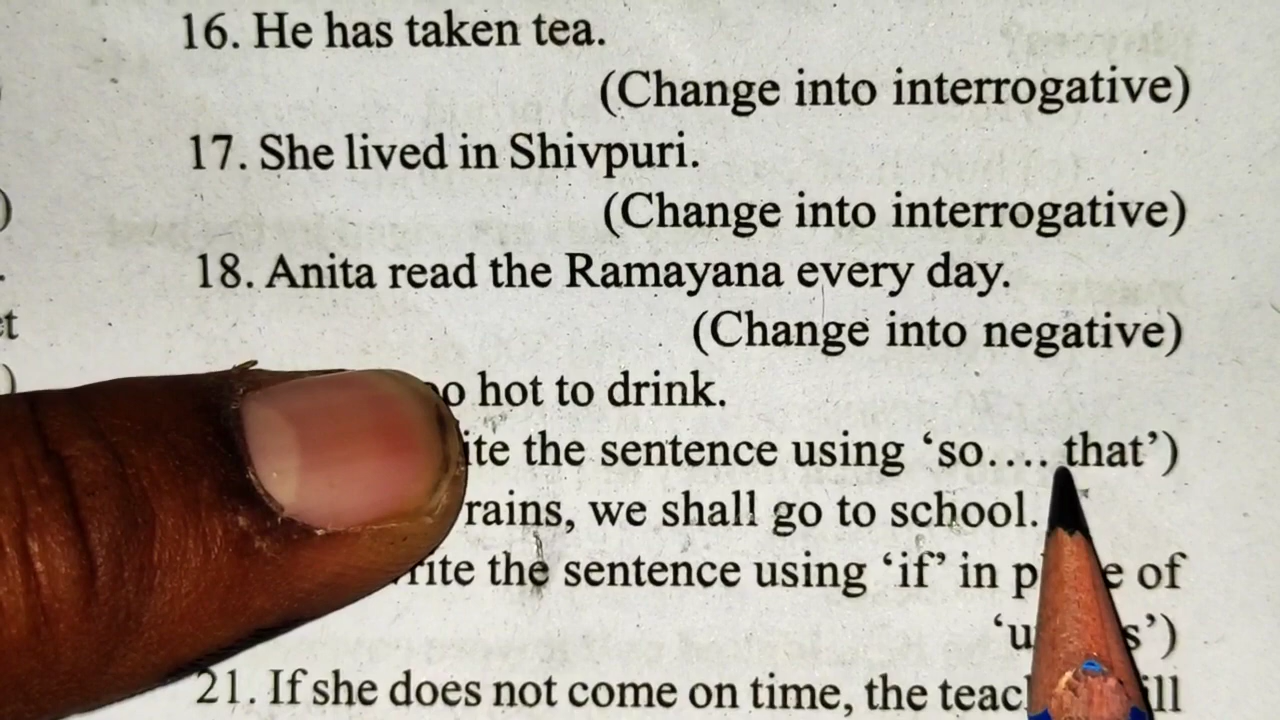 16. He has taken tea.
(Change into interrogative)
17. She lived in Shivpuri.
(Change into interrogative)
18. Anita read the Ramayana every day.
(Change into negative)
hot to drink.
the sentence using ‘so.... that’)
rains, we shall go to school.
the sentence using ‘if’ in of
21. If she does not come on time, the